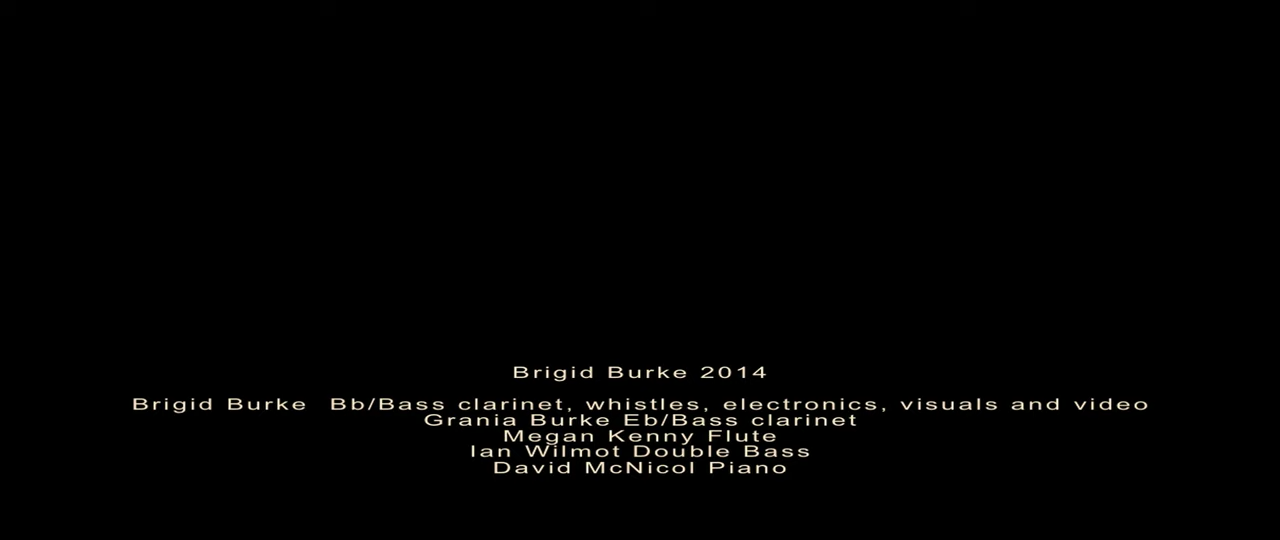 Brigid Burke 2014
Brigid Burke  Bb/Bass clarinet, whistles, electronics, visuals and video
Grania Burke Eb/Bass clarinet
Megan Kenny Flute
Ian Wilmot Double Bass
David McNicol Piano